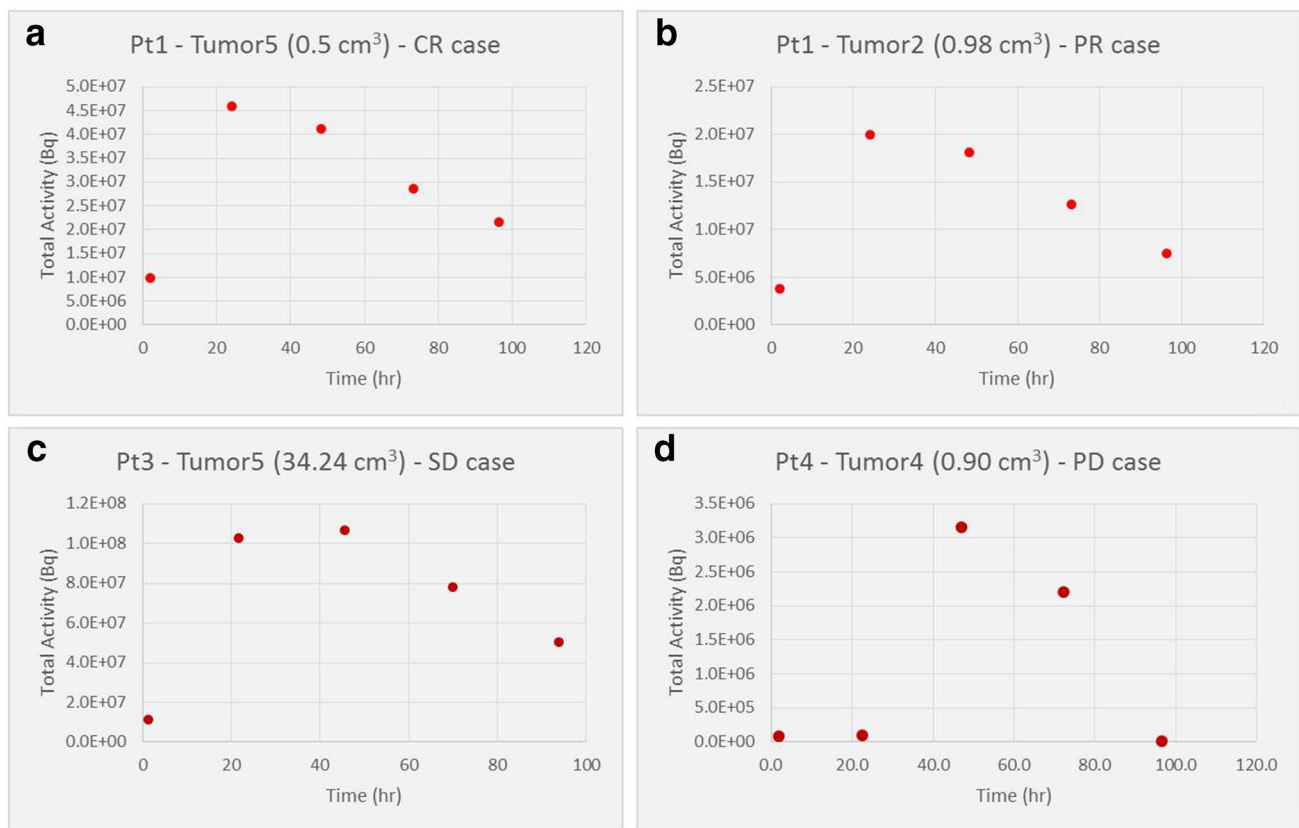 a
Pt1 - Tumor5 (0.5 cm³) - CR case
5.0E+07
4.5E+07
4.0E+07
3.5E+07
3.0E+07
2.5E+07
2.0E+07
1.5E+07
1.0E+07
5.0E+06
0.0E+00
Total Activity (Bq)
0 20 40 60 80 100 120
Time (hr)
b
Pt1 - Tumor2 (0.98 cm³) - PR case
2.5E+07
2.0E+07
1.5E+07
1.0E+07
5.0E+06
0.0E+00
Total Activity (Bq)
0 20 40 60 80 100 120
Time (hr)
c
Pt3 - Tumor5 (34.24 cm³) - SD case
1.2E+08
1.0E+08
8.0E+07
6.0E+07
4.0E+07
2.0E+07
0.0E+00
Total Activity (Bq)
0 20 40 60 80 100
Time (hr)
d
Pt4 - Tumor4 (0.90 cm³) - PD case
3.5E+06
3.0E+06
2.5E+06
2.0E+06
1.5E+06
1.0E+06
5.0E+05
0.0E+00
Total Activity (Bq)
0.0 20.0 40.0 60.0 80.0 100.0 120.0
Time (hr)